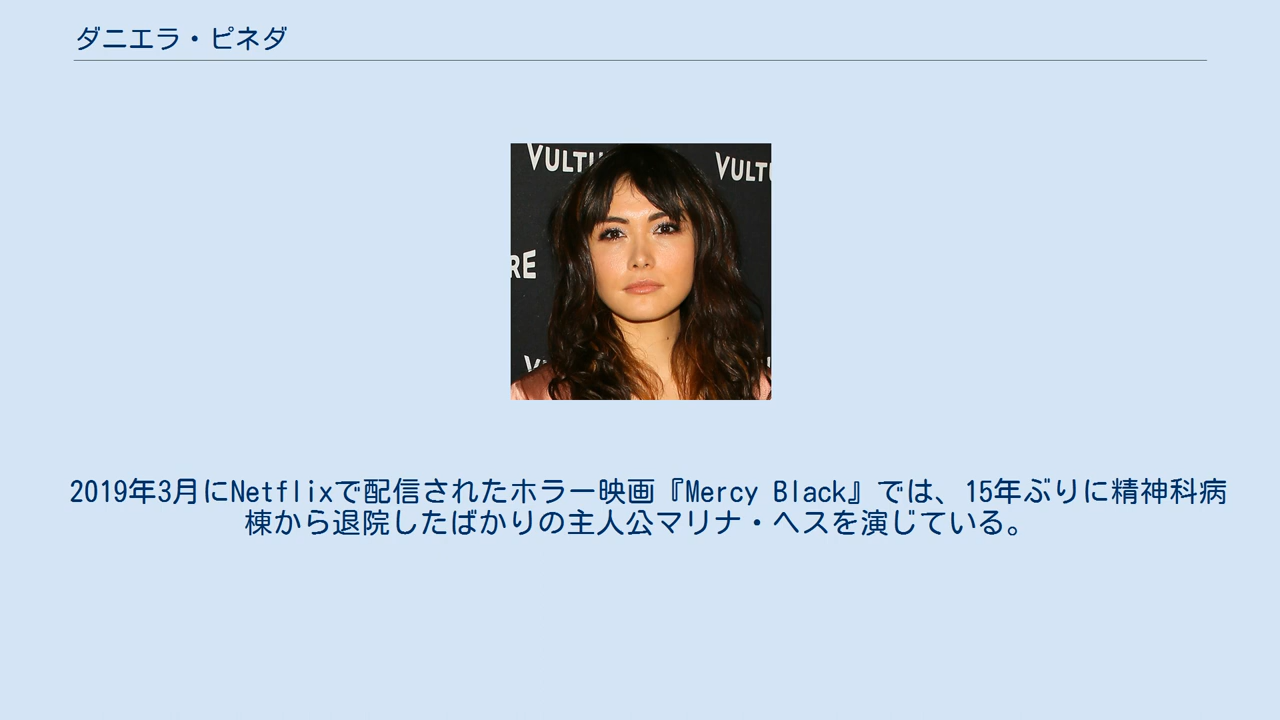 ダニエラ・ピネダ
VULTU
VULTU
RE
2019年3月にNetflixで配信されたホラー映画『Mercy Black』では、15年ぶりに精神科病
棟から退院したばかりの主人公マリナ・ヘスを演じている。